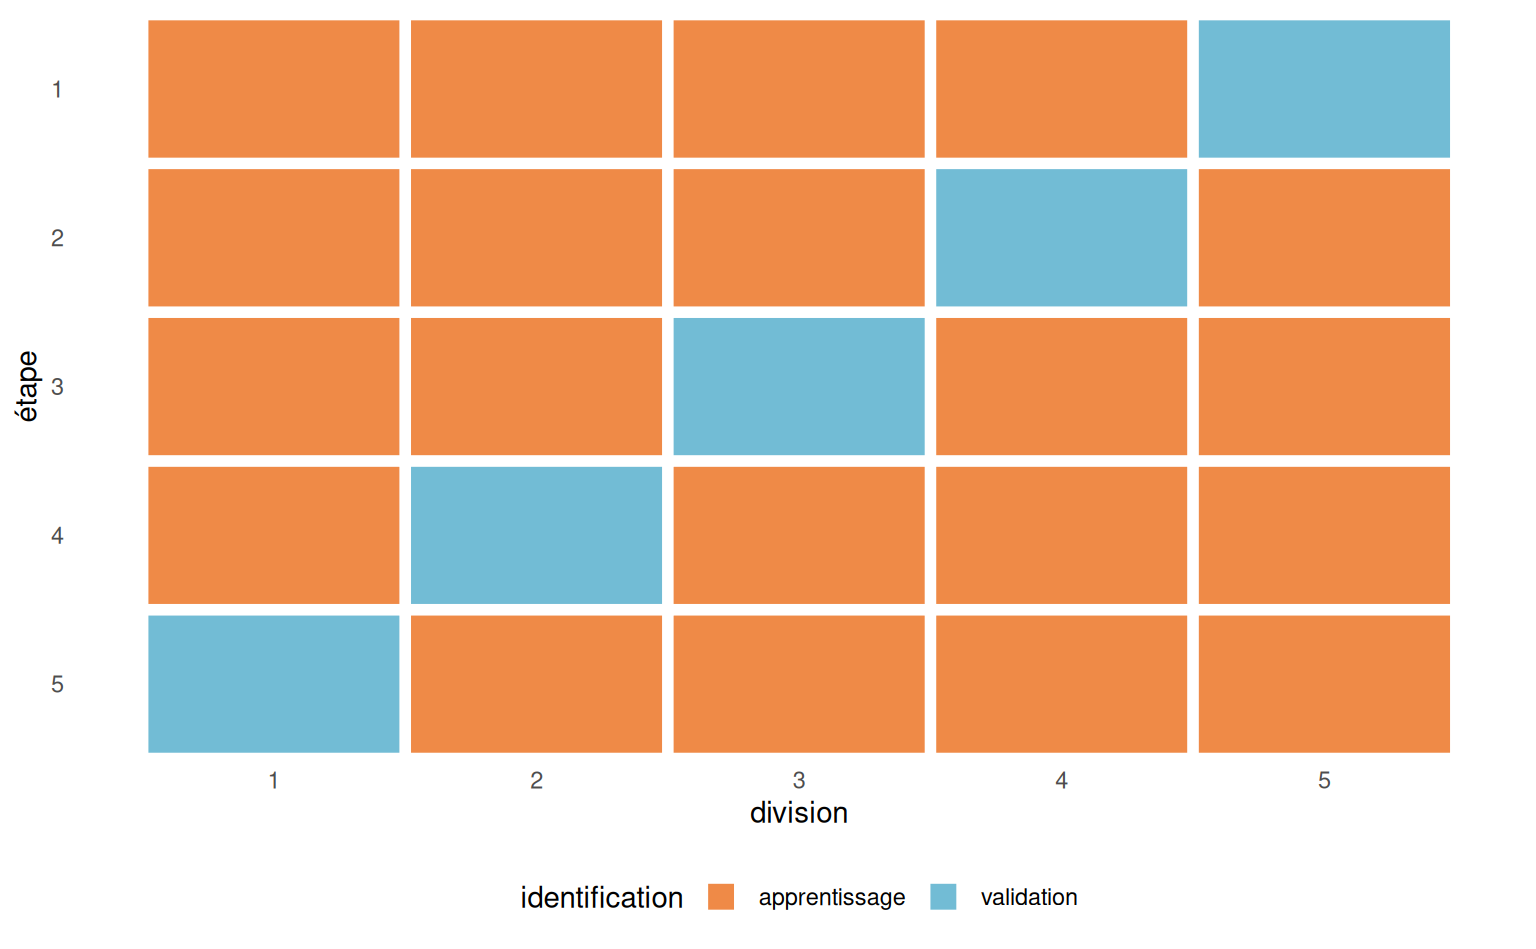 étape
1
2
3
4
5
1 2 3 4 5
division
identification apprentissage validation